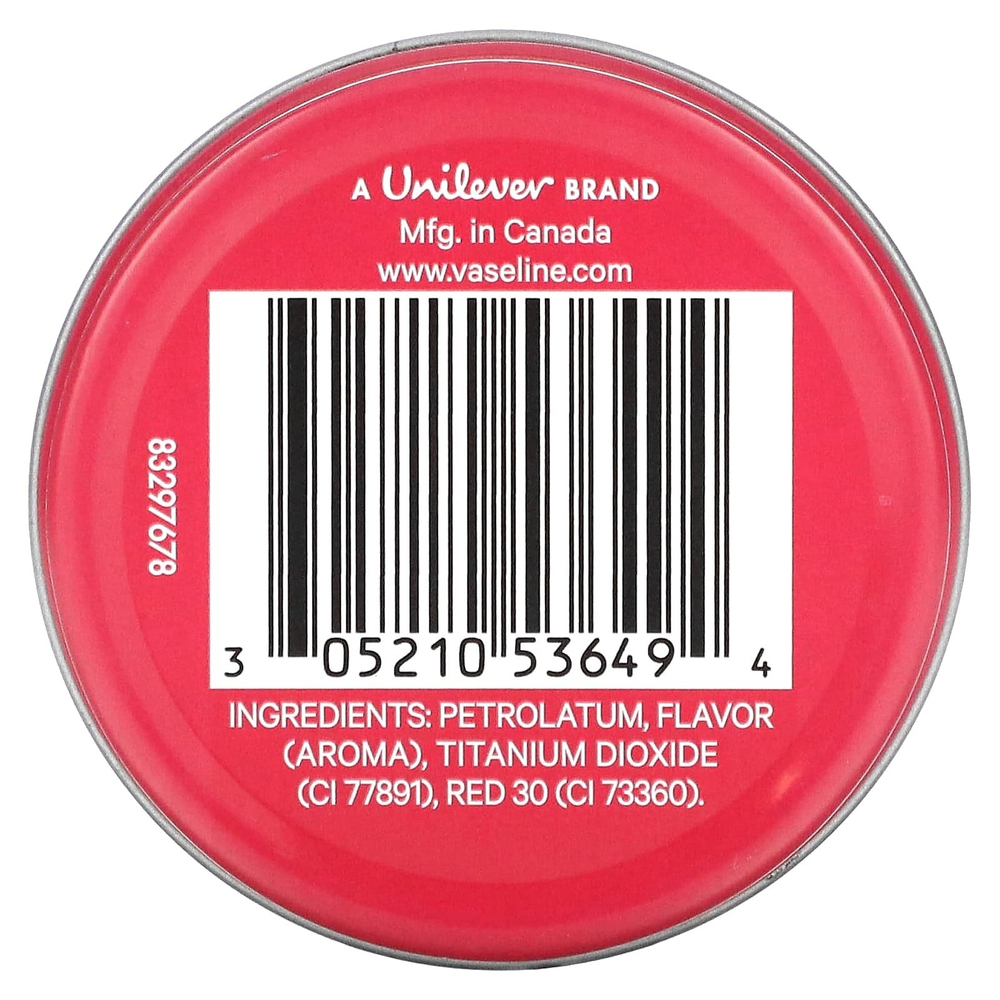 A Unilever BRAND
Mfg. in Canada
www.vaseline.com
83297678
3 05210 53649 4
INGREDIENTS: PETROLATUM, FLAVOR
(AROMA), TITANIUM DIOXIDE
(CI 77891), RED 30 (CI 73360).